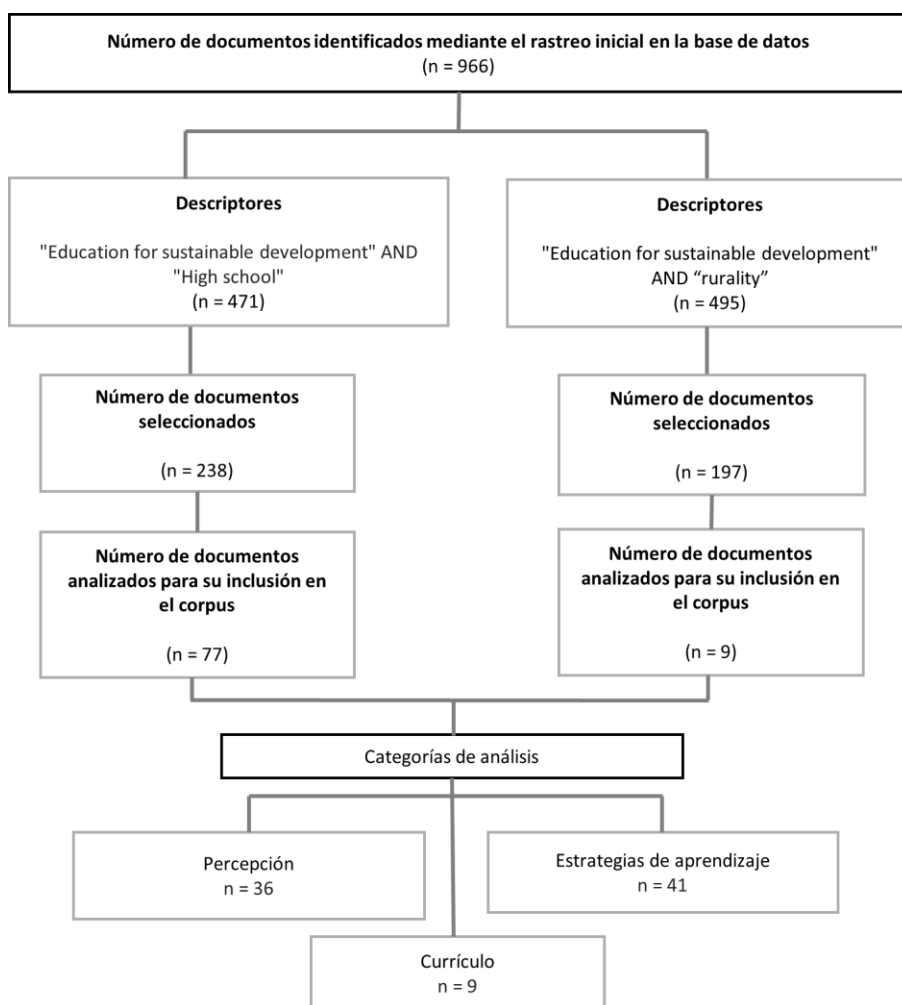 Número de documentos identificados mediante el rastreo inicial en la base de datos
(n = 966)
Descriptores
"Education for sustainable development" AND
"High school"
(n = 471)
Descriptores
"Education for sustainable development"
AND “rurality”
(n = 495)
Número de documentos
seleccionados
(n = 238)
Número de documentos
seleccionados
(n = 197)
Número de documentos
analizados para su inclusión en
el corpus
(n = 77)
Número de documentos
analizados para su inclusión en
el corpus
(n = 9)
Categorías de análisis
Percepción
n = 36
Estrategias de aprendizaje
n = 41
Currículo
n = 9